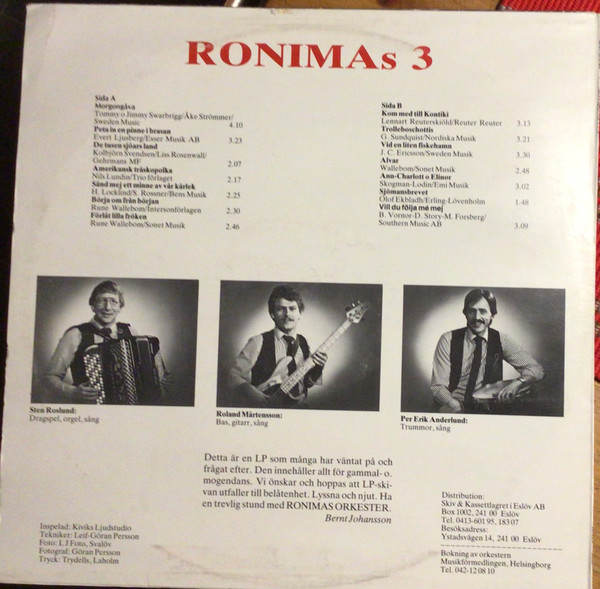 RONIMAs 3
Sida A
Morgongåva
Tommy o Jimmy Swarbrigg/Åke Strömmer/
Sweden Music 4.10
Peta in en pinne i brasan
Evert Ljusberg/Esser Musik AB 3.23
De tusen sjöars land
Kolbjörn Svendsen/Liss Rosenwall/
Gehrmans MF 2.07
Amerikansk träskopolka
Nils Lundin/Trio förlaget 2.17
Sänd mej ett minne av vår kärlek
H. Locklind/S. Rossner/Bens Musik 2.25
Börja om från början
Rune Wallebom/Intersonförlagen 2.30
Förlåt lilla fröken
Rune Wallebom/Sonet Musik 2.46
Sida B
Kom med till Kontiki
Lennart Reuterskiöld/Reuter Reuter 3.13
Trolleboschottis
G. Sundquist/Nordiska Musik 3.21
Vid en liten fiskehamn
J. C. Ericsson/Sweden Musik 3.30
Alvar
Wallebom/Sonet Musik 2.48
Ann-Charlott o Elinor
Skogman-Lodin/Emi Musik 3.02
Sjömansbrevet
Olof Ekbladh/Erling-Lövenholm 1.48
Vill du följa me mej
B. Vornor-D. Story-M. Forsberg/
Southern Music AB 3.09
Sten Roslund:
Dragspel, orgel, sång
Roland Mårtensson:
Bas, gitarr, sång
Per Erik Anderlund:
Trummor, sång
Detta är en LP som många har väntat på och
frågat efter. Den innehåller allt för gammal- o.
mogendans. Vi önskar och hoppas att LP-ski-
van utfaller till belåtenhet. Lyssna och njut. Ha
en trevlig stund med RONIMAS ORKESTER.
Bernt Johansson
Inspelad: Kiviks Ljudstudio
Tekniker: Leif-Göran Persson
Foto: L J Foto, Svalöv
Fotograf: Göran Persson
Tryck: Trydells, Laholm
Distribution:
Skiv & Kassettlagret i Eslöv AB
Box 1002, 241 00 Eslöv
Tel. 0413-601 95, 183 07
Besöksadress:
Ystadsvägen 14, 241 00 Eslöv
Bokning av orkestern
Musikförmedlingen, Helsingborg
Tel. 042-12 08 10